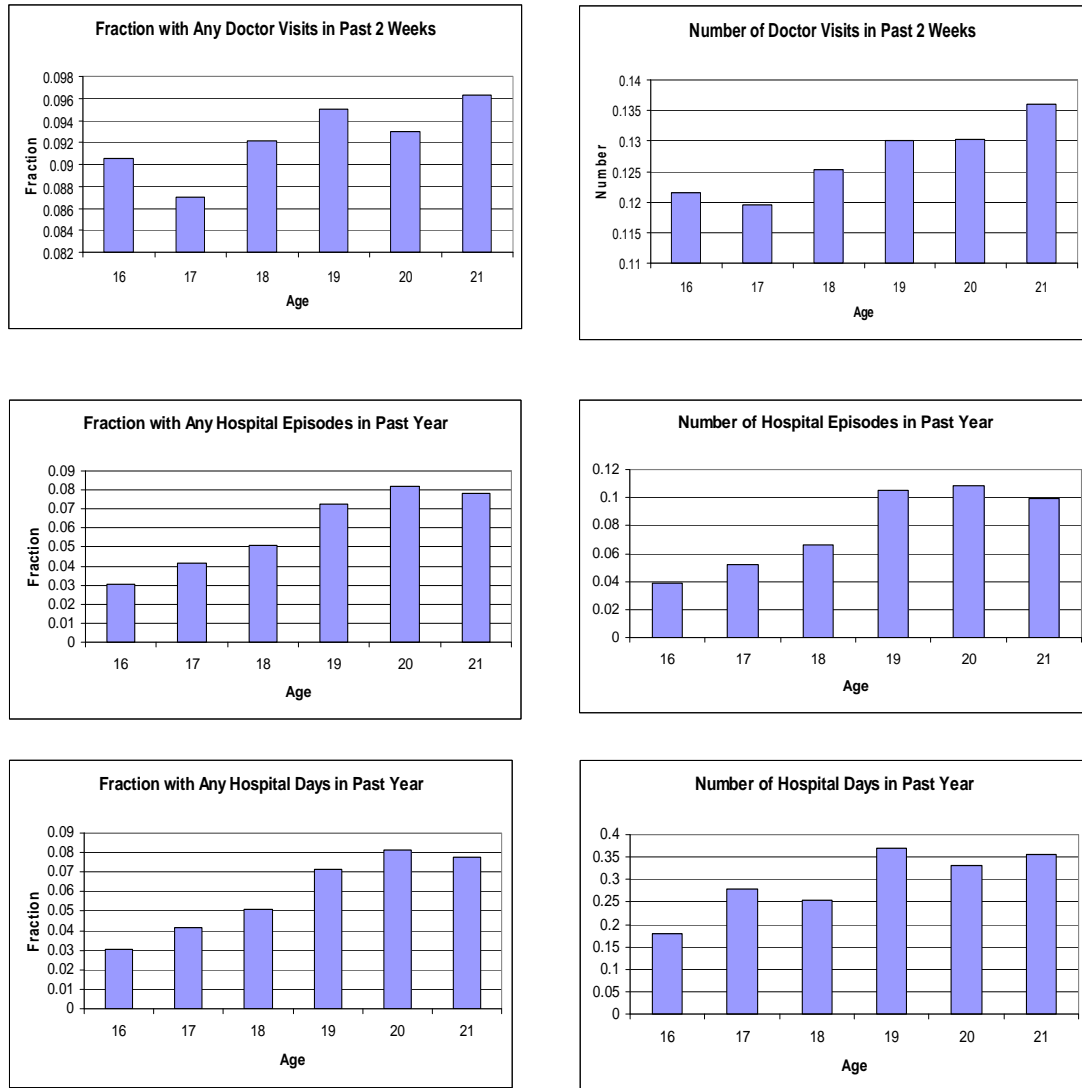 Fraction with Any Doctor Visits in Past 2 Weeks
0.098
0.096
0.094
0.092
0.09
0.088
0.086
0.084
0.082
Fraction
16 17 18 19 20 21
Age
Number of Doctor Visits in Past 2 Weeks
0.14
0.135
0.13
0.125
0.12
0.115
0.11
Number
16 17 18 19 20 21
Age
Fraction with Any Hospital Episodes in Past Year
0.09
0.08
0.07
0.06
0.05
0.04
0.03
0.02
0.01
0
Fraction
16 17 18 19 20 21
Age
Number of Hospital Episodes in Past Year
0.12
0.1
0.08
0.06
0.04
0.02
0
16 17 18 19 20 21
Age
Fraction with Any Hospital Days in Past Year
0.09
0.08
0.07
0.06
0.05
0.04
0.03
0.02
0.01
0
Fraction
16 17 18 19 20 21
Age
Number of Hospital Days in Past Year
0.4
0.35
0.3
0.25
0.2
0.15
0.1
0.05
0
16 17 18 19 20 21
Age